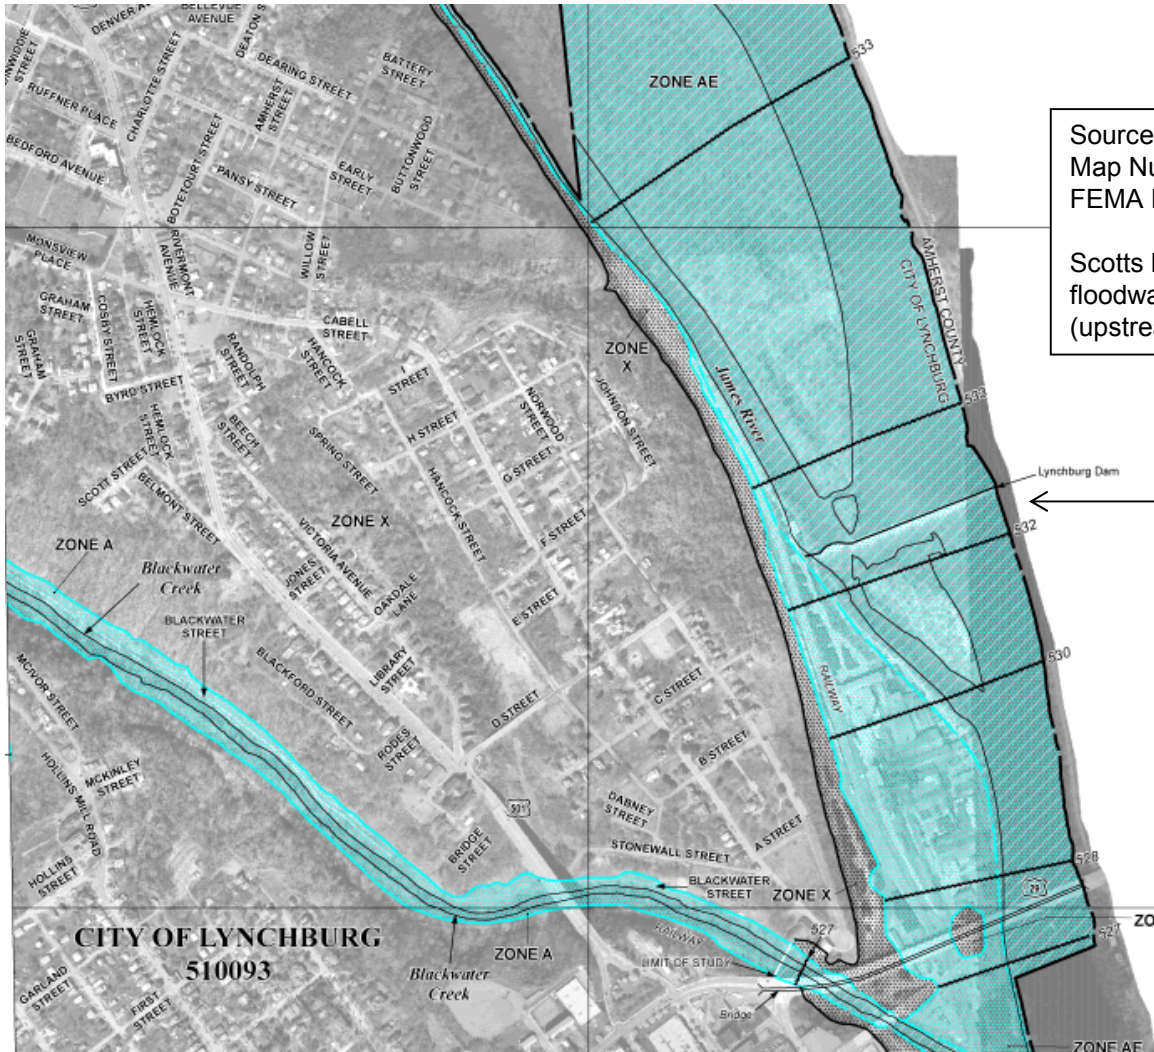 DENVER
BELLEVUE
AVENUE
DEATON
DINWIDDIE
STREET
RUFFNER PLACE
CHARLOTTE STREET
DEARING STREET
BATTERY
STREET
BEDFORD AVENUE
AMHERST
STREET
BOTETOURT STREET
PANSY STREET
EARLY
STREET
BUTTONWOOD
STREET
ZONE AE
533
Source
FEMA
Scotts
(upstrea
MONSVIEW
PLACE
RIVERMONT
AVENUE
WILLOW
STREET
AMHERST COUNTY
CITY OF LYNCHBURG
GRAHAM
STREET
GRAHAM
STREET
COSBY STREET
HEMLOCK
STREET
CABELL
STREET
ZONE
X
BYRD STREET
RANDOLPH
STREET
HANCOCK
STREET
I
STREET
James River
533
HEMLOCK
STREET
BEECH
STREET
H STREET
NORWOOD
STREET
JOHNSON STREET
SCOTT STREET
BELMONT STREET
SPRING STREET
HANCOCK STREET
G STREET
Lynchburg Dam
ZONE X
532
ZONE A
F STREET
VICTORIA AVENUE
Blackwater
Creek
JONES
STREET
OAKDALE
LANE
E STREET
BLACKWATER
STREET
530
MCIVOR STREET
BLACKFORD STREET
LIBRARY
STREET
D STREET
C STREET
RAILWAY
RODES
STREET
B STREET
MCKINLEY
STREET
HOLLINS MILL ROAD
501
DABNEY
STREET
A STREET
BRIDGE
STREET
STONEWALL STREET
HOLLINS
STREET
528
BLACKWATER
STREET
ZONE X
29
CITY OF LYNCHBURG
510093
ZONE A
RAILWAY
527
527
ZO
LIMIT OF STUDY
Blackwater
Creek
GARLAND
STREET
FIRST
STREET
Bridge
ZONE AE